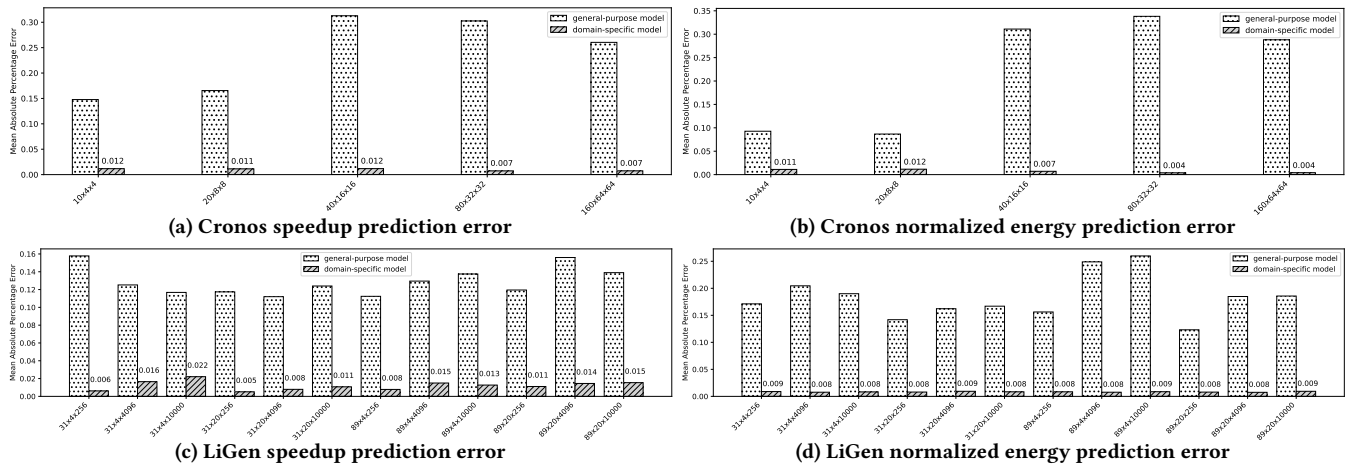 general-purpose model
domain-specific model
Mean Absolute Percentage Error
0.30
0.25
0.20
0.15
0.10
0.05
0.00
0.012
0.011
0.012
0.007
0.007
10x4x4
20x8x8
40x16x16
80x32x32
160x64x64
(a) Cronos speedup prediction error
general-purpose model
domain-specific model
Mean Absolute Percentage Error
0.35
0.30
0.25
0.20
0.15
0.10
0.05
0.00
0.011
0.012
0.007
0.004
0.004
10x4x4
20x8x8
40x16x16
80x32x32
160x64x64
(b) Cronos normalized energy prediction error
general-purpose model
domain-specific model
Mean Absolute Percentage Error
0.16
0.14
0.12
0.10
0.08
0.06
0.04
0.02
0.00
0.006
0.016
0.022
0.005
0.008
0.011
0.008
0.015
0.013
0.011
0.014
0.015
31x4x256
31x4x4096
31x4x10000
31x20x256
31x20x4096
31x20x10000
89x4x256
89x4x4096
89x4x10000
89x20x256
89x20x4096
89x20x10000
(c) LiGen speedup prediction error
general-purpose model
domain-specific model
Mean Absolute Percentage Error
0.25
0.20
0.15
0.10
0.05
0.00
0.009
0.008
0.008
0.008
0.009
0.008
0.008
0.008
0.009
0.008
0.008
0.009
31x4x256
31x4x4096
31x4x10000
31x20x256
31x20x4096
31x20x10000
89x4x256
89x4x4096
89x4x10000
89x20x256
89x20x4096
89x20x10000
(d) LiGen normalized energy prediction error